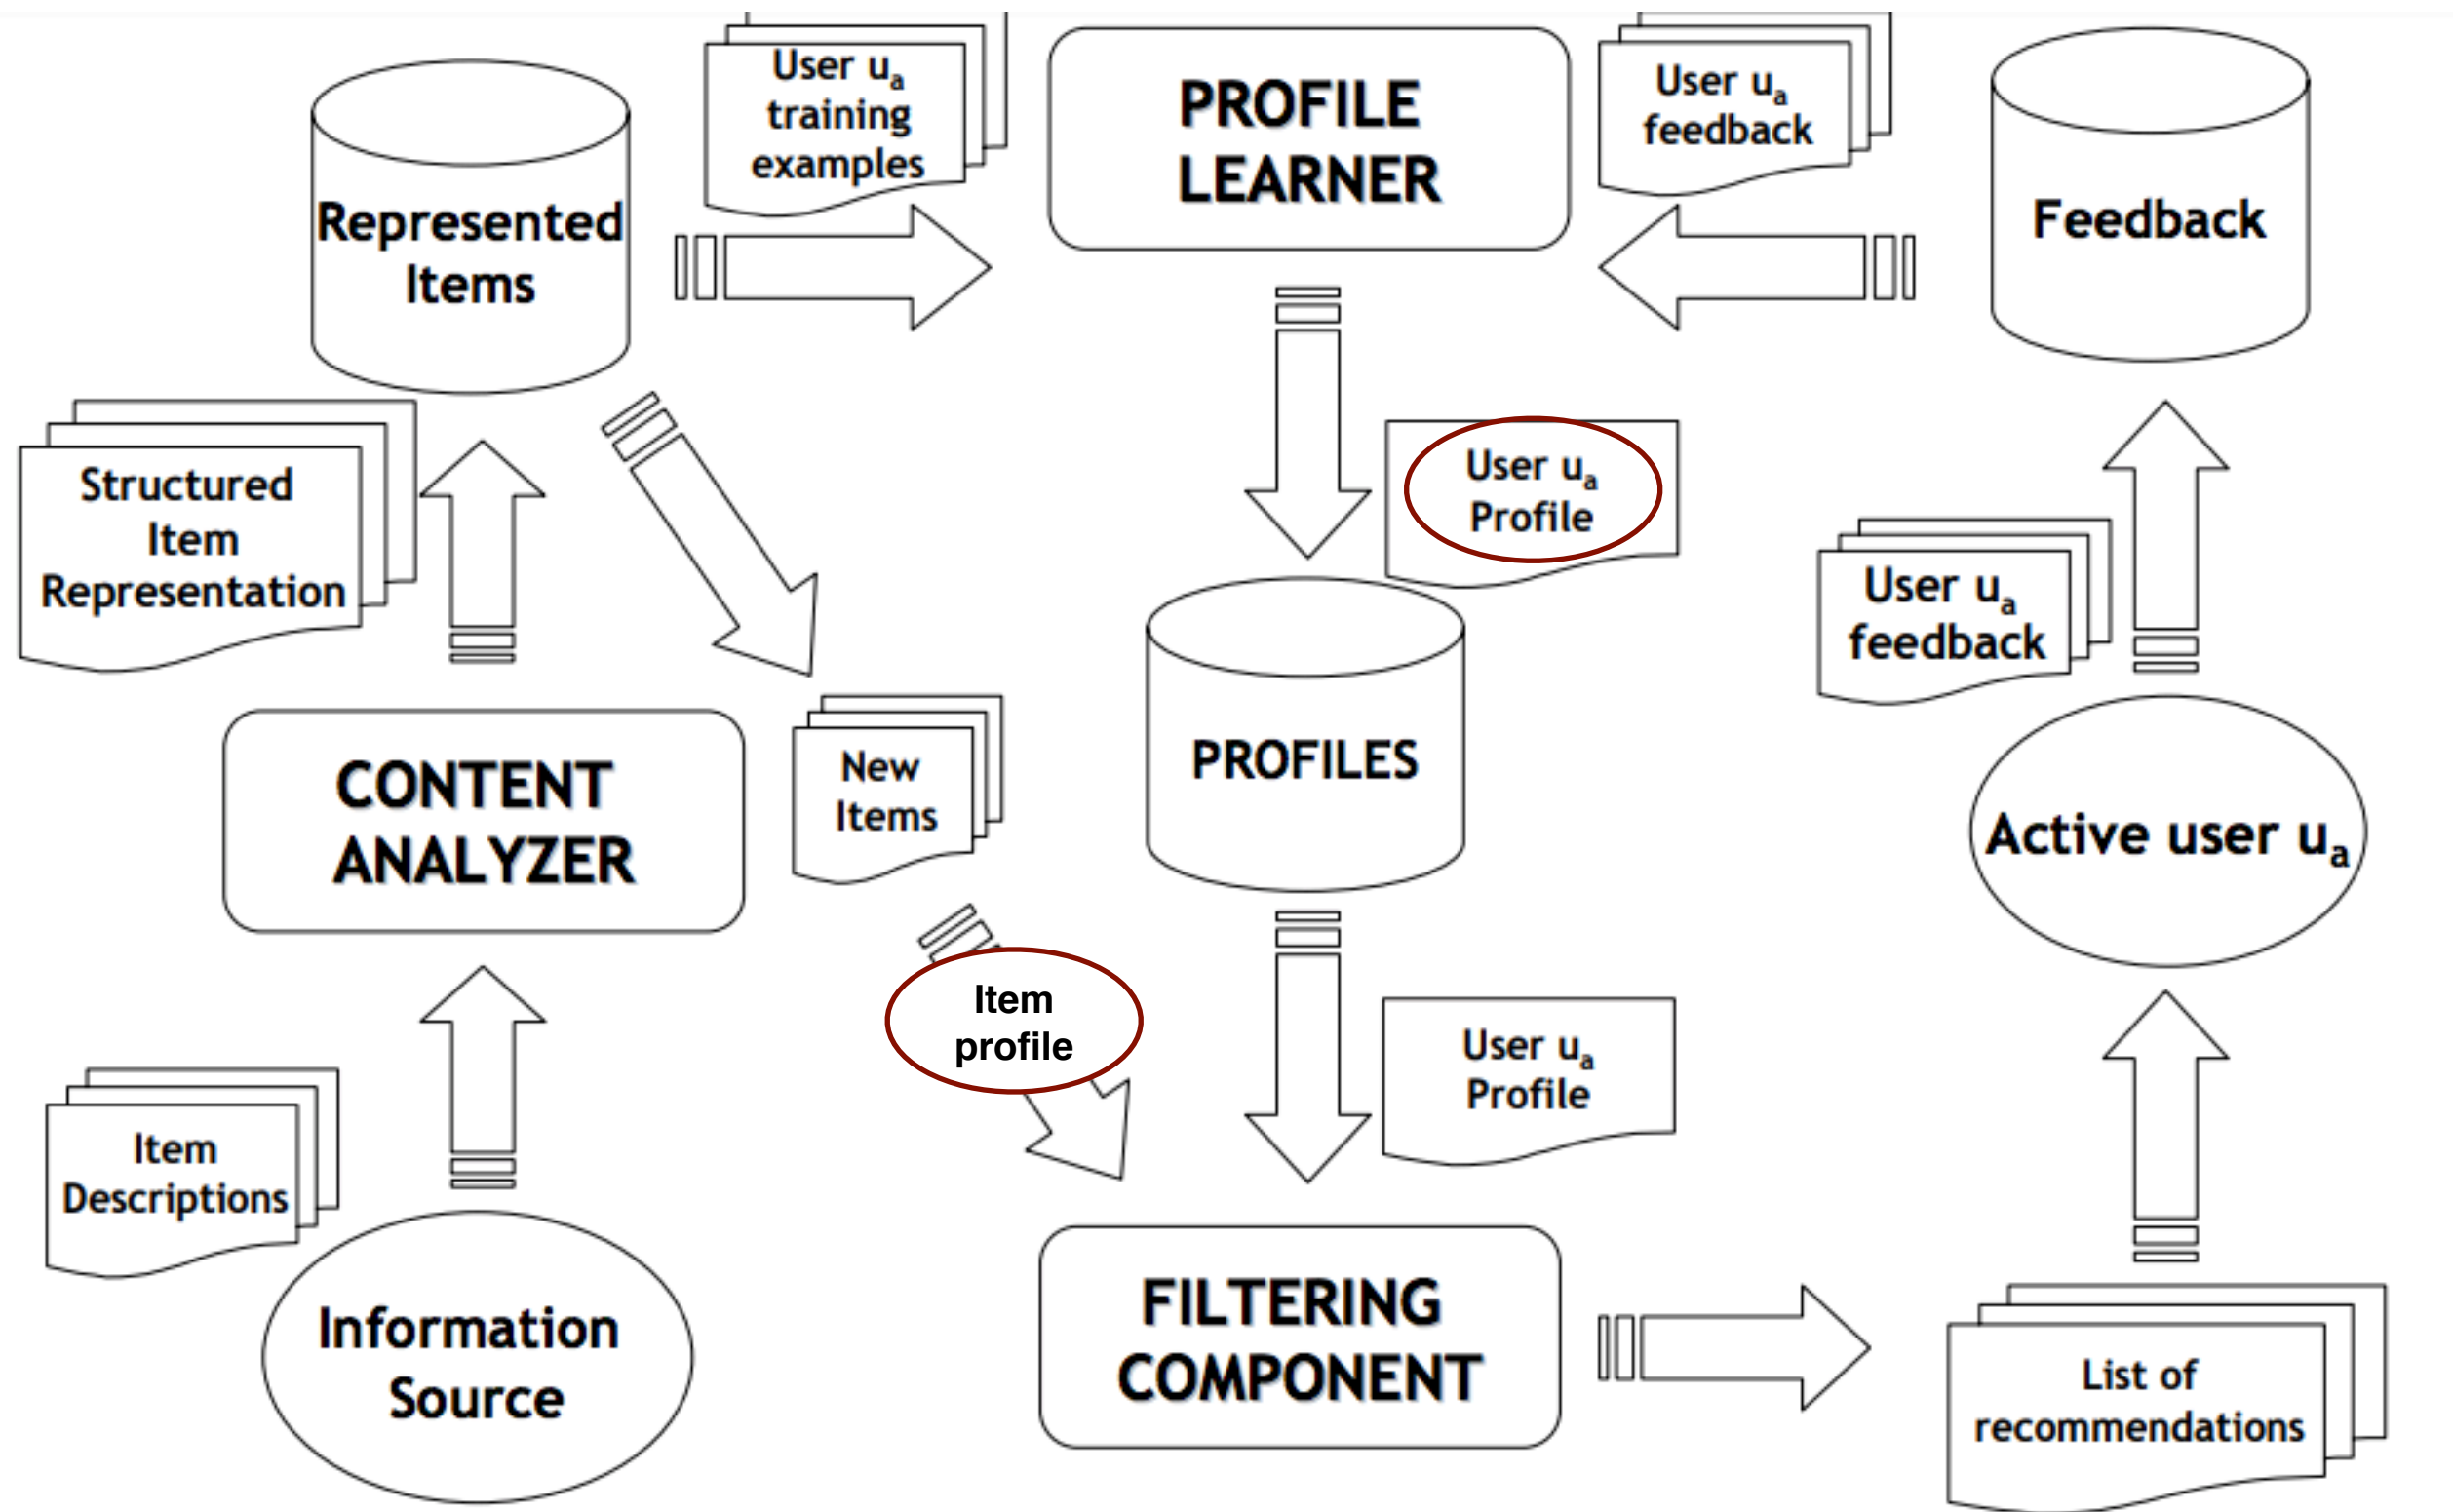 User uₐ
training
examples
PROFILE
LEARNER
User uₐ
feedback
Represented
Items
Feedback
Structured
Item
Representation
User uₐ
Profile
User uₐ
feedback
CONTENT
ANALYZER
New
Items
PROFILES
Active user uₐ
Item
profile
User uₐ
Profile
Item
Descriptions
Information
Source
FILTERING
COMPONENT
List of
recommendations